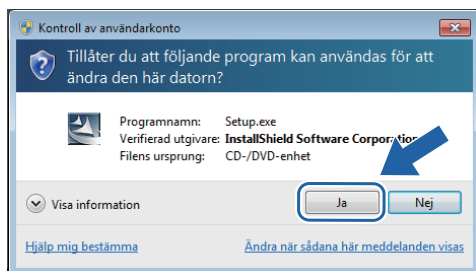 Kontroll av användarkonto
Tillåter du att följande program kan användas för att
ändra den här datorn?
Programnamn: Setup.exe
Verifierad utgivare: InstallShield Software Corporation
Filens ursprung: CD-/DVD-enhet
Visa information
Ja
Nej
Hjälp mig bestämma
Ändra när sådana här meddelanden visas